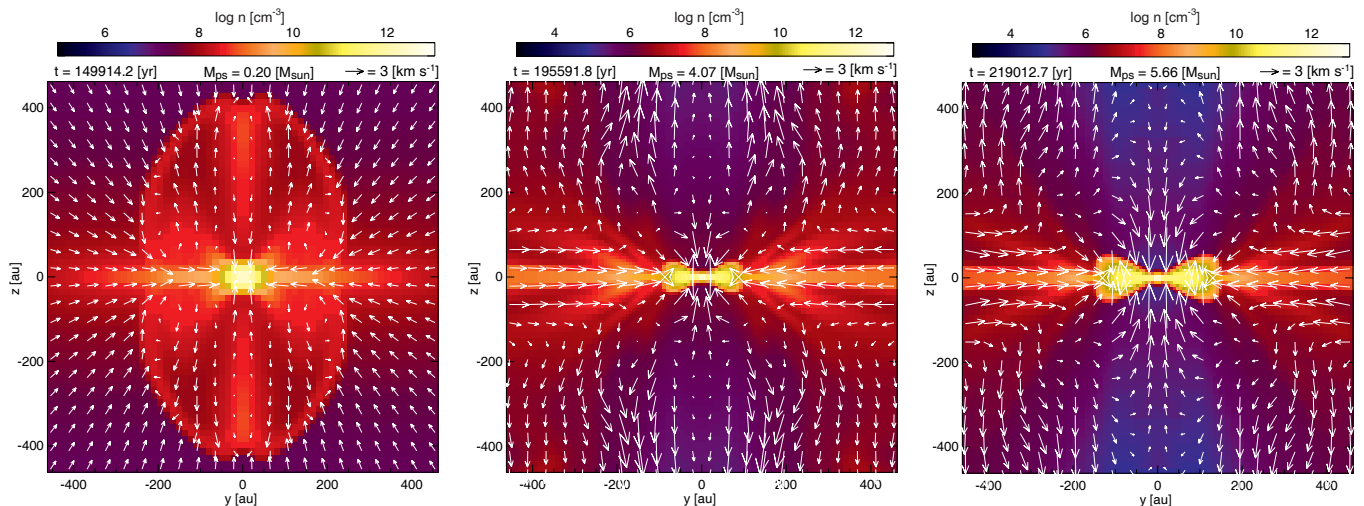 log n [cm⁻³]
6 8 10 12
t = 149914.2 [yr] M_ps = 0.20 [M_sun] → = 3 [km s⁻¹]
400
200
0
-200
-400
z [au]
-400 -200 0 200 400
y [au]
log n [cm⁻³]
4 6 8 10 12
t = 195591.8 [yr] M_ps = 4.07 [M_sun] → = 3 [km s⁻¹]
400
200
0
-200
-400
z [au]
-400 -200 0 200 400
y [au]
log n [cm⁻³]
4 6 8 10 12
t = 219012.7 [yr] M_ps = 5.66 [M_sun] → = 3 [km s⁻¹]
400
200
0
-200
-400
z [au]
-400 -200 0 200 400
y [au]